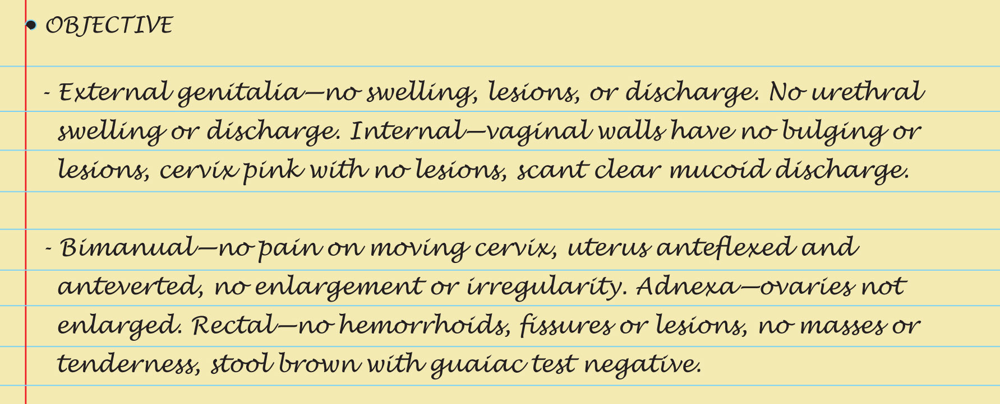 • OBJECTIVE
- External genitalia—no swelling, lesions, or discharge. No urethral
swelling or discharge. Internal—vaginal walls have no bulging or
lesions, cervix pink with no lesions, scant clear mucoid discharge.
- Bimanual—no pain on moving cervix, uterus anteflexed and
anteverted, no enlargement or irregularity. Adnexa—ovaries not
enlarged. Rectal—no hemorrhoids, fissures or lesions, no masses or
tenderness, stool brown with guaiac test negative.